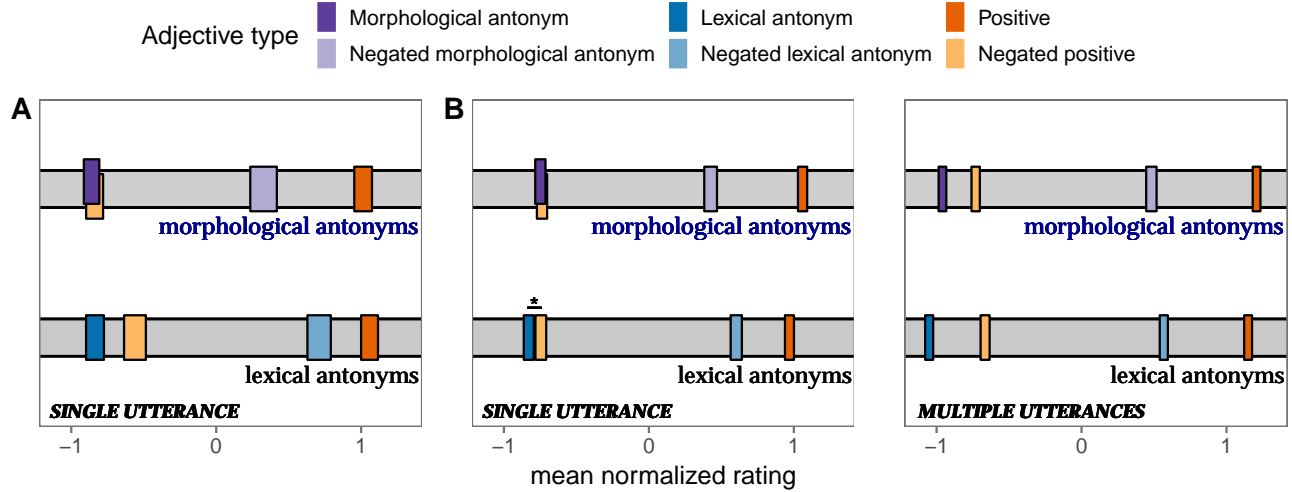 Adjective type
Morphological antonym
Lexical antonym
Positive
Negated morphological antonym
Negated lexical antonym
Negated positive
A
morphological antonyms
lexical antonyms
SINGLE UTTERANCE
−1 0 1
B
morphological antonyms
*
lexical antonyms
SINGLE UTTERANCE
−1 0 1
morphological antonyms
lexical antonyms
MULTIPLE UTTERANCES
−1 0 1
mean normalized rating